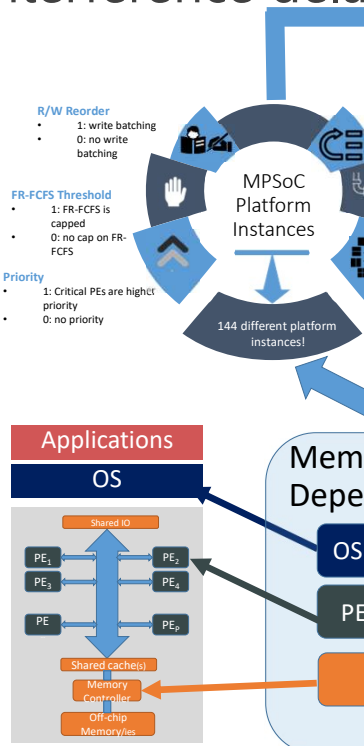 R/W Reorder
• 1: write batching
• 0: no write
batching
FR-FCFS Threshold
• 1: FR-FCFS is
capped
• 0: no cap on FR-
FCFS
Priority
• 1: Critical PEs are higher
priority
• 0: no priority
MPSoC
Platform
Instances
144 different platform
instances!
Applications
OS
Shared IO
PE1
PE2
PE3
PE4
PE
PEP
Shared cache(s)
Memory
Controller
Off-chip
Memory/ies
Mem
Depe
OS
PE